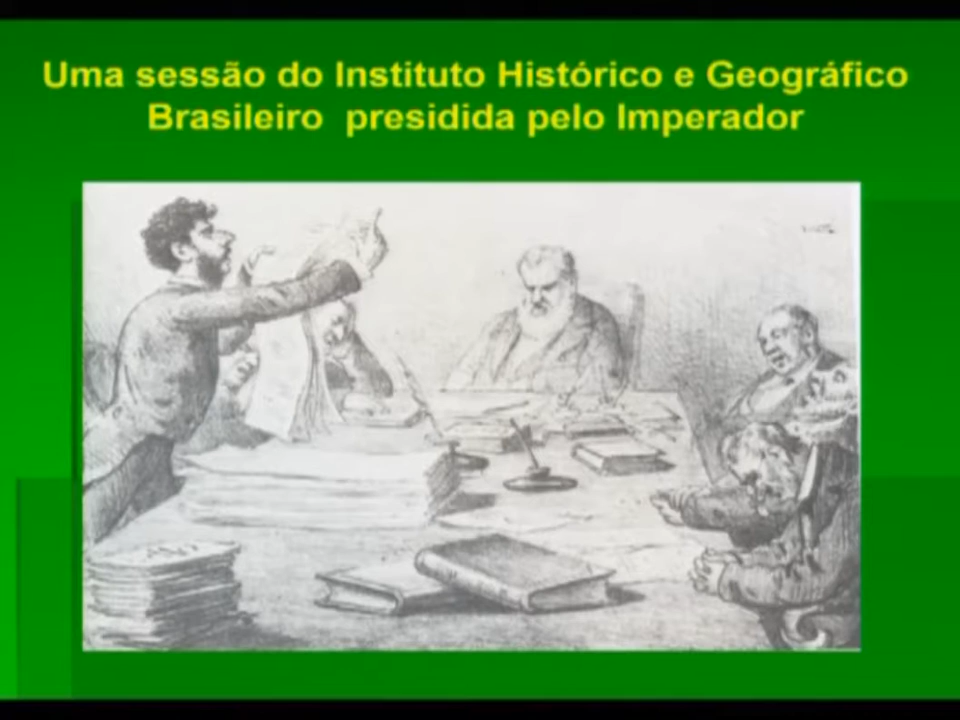 Uma sessão do Instituto Histórico e Geográfico
Brasileiro presidida pelo Imperador